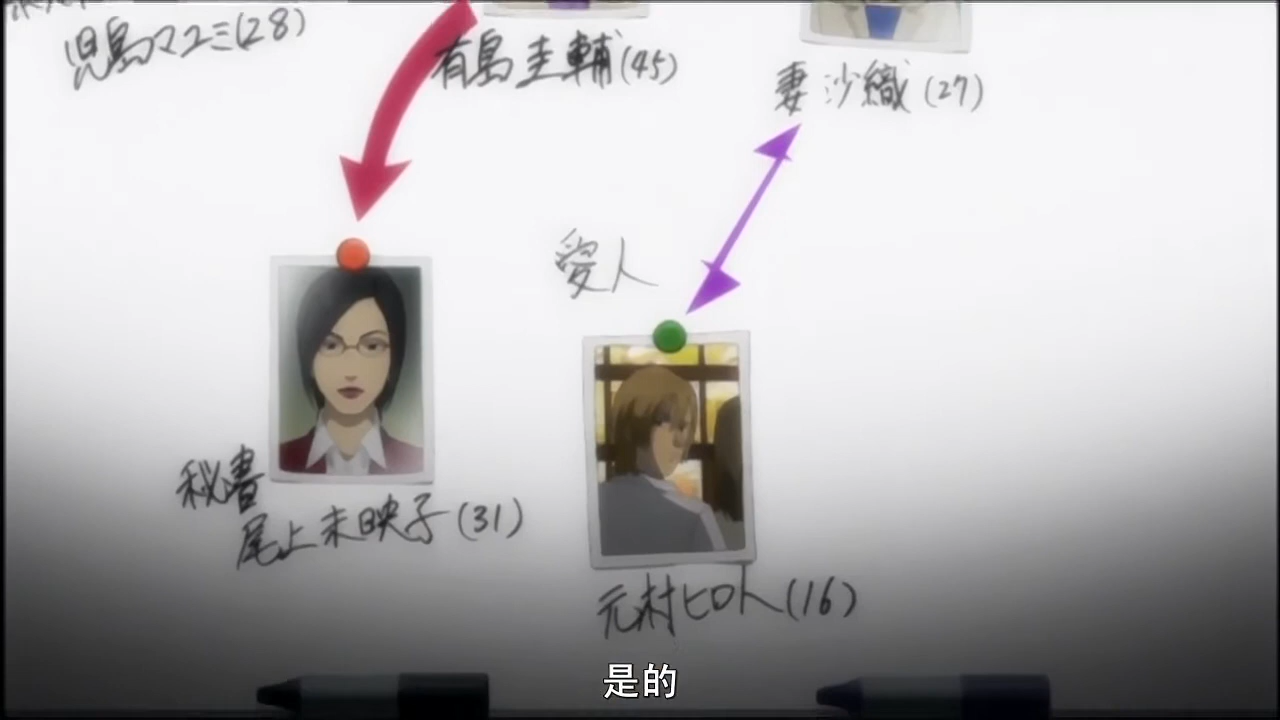 児島マユミ(28)
有島圭輔(45)
妻 沙織(27)
愛人
秘書
尾上未映子(31)
元村ヒロト(16)
是的